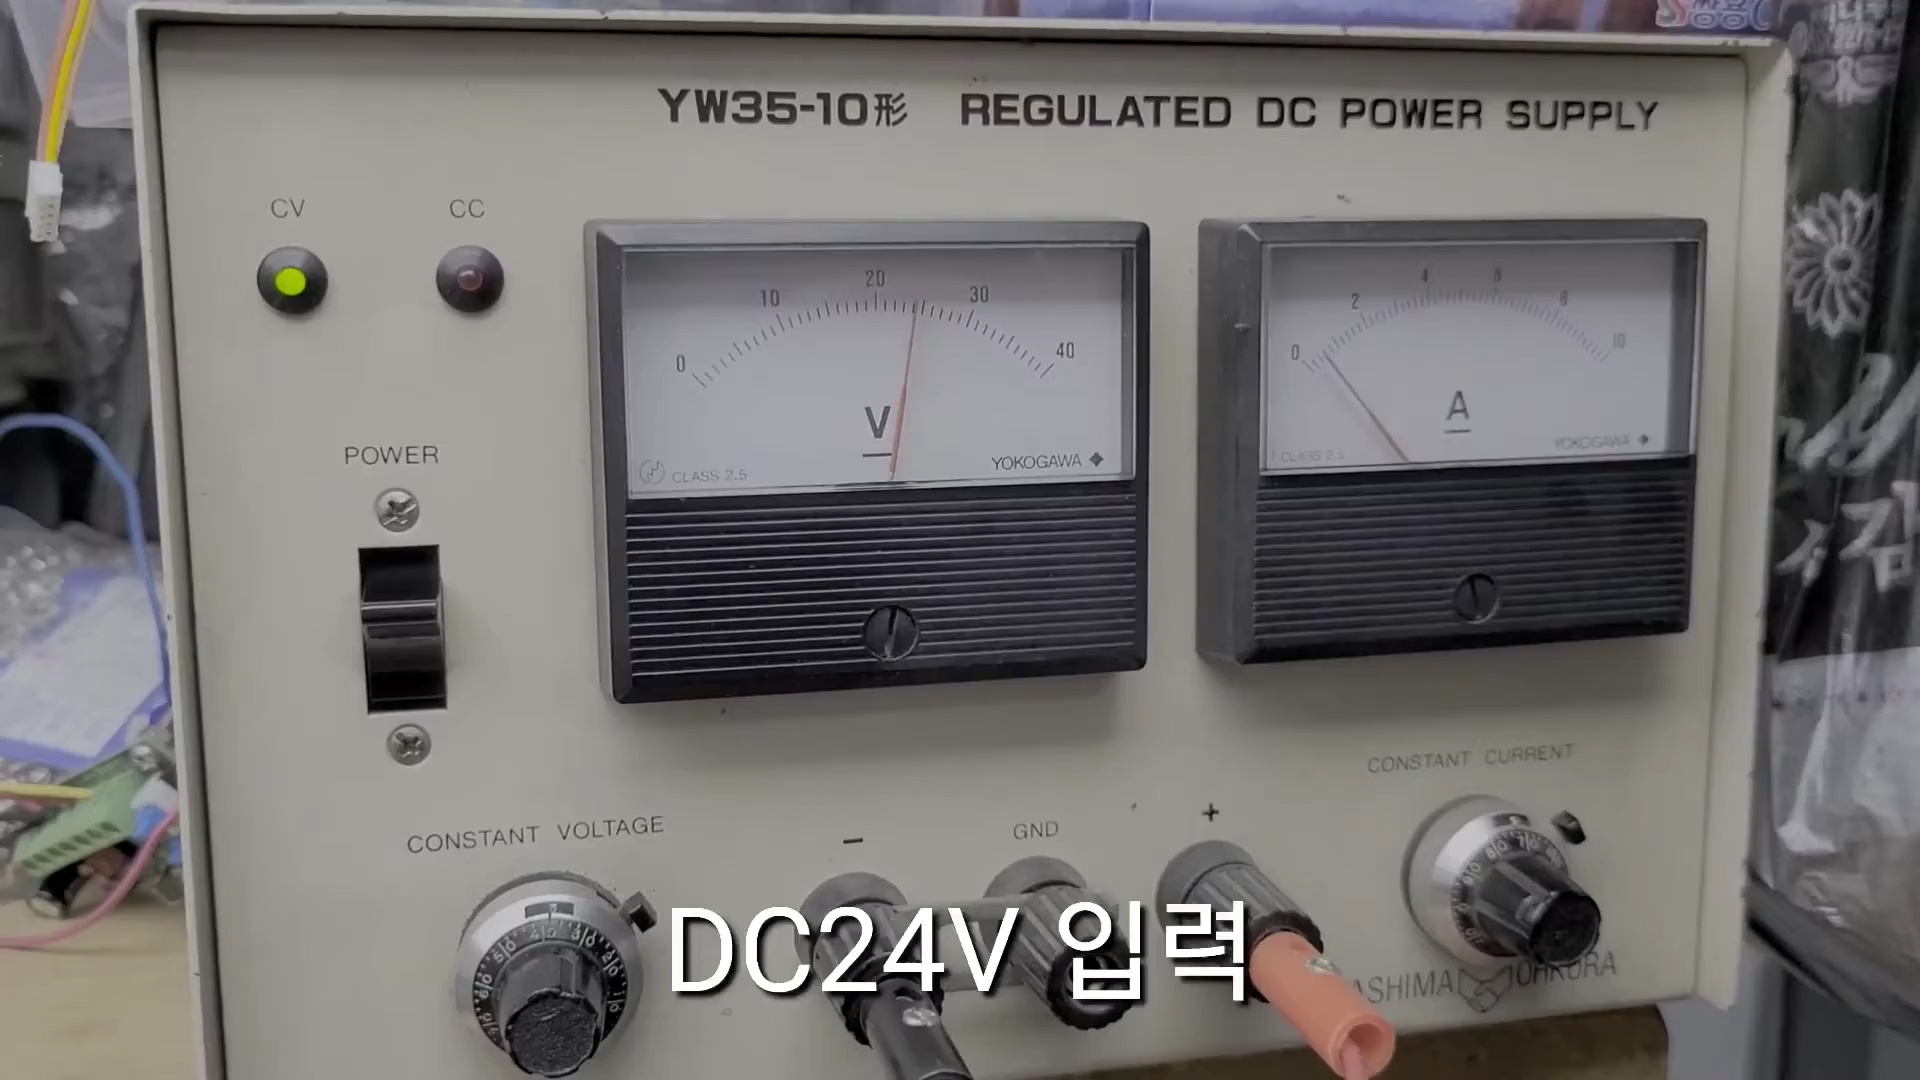 YW35-10形 REGULATED DC POWER SUPPLY
CV CC
0 10 20 30 40
V
CLASS 2.5 YOKOGAWA
0 2 4 6 8 10
A
CLASS 2.5 YOKOGAWA
POWER
CONSTANT VOLTAGE
- GND +
CONSTANT CURRENT
DC24V 입력
ASHIMA OHKURA